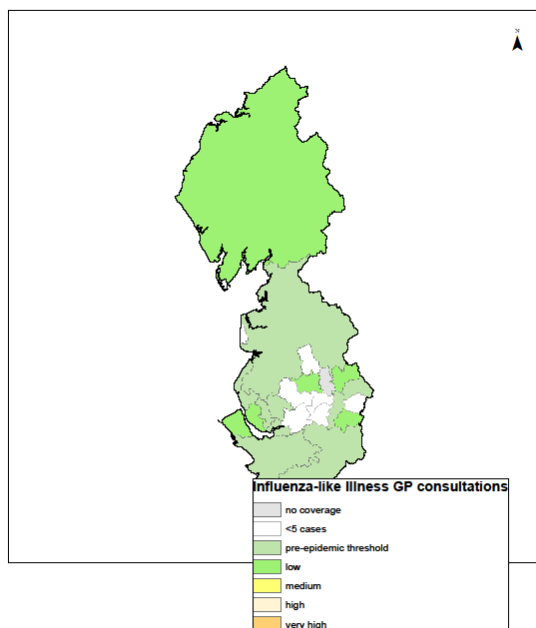 Influenza-like Illness GP consultations
no coverage
<5 cases
pre-epidemic threshold
low
medium
high
very high